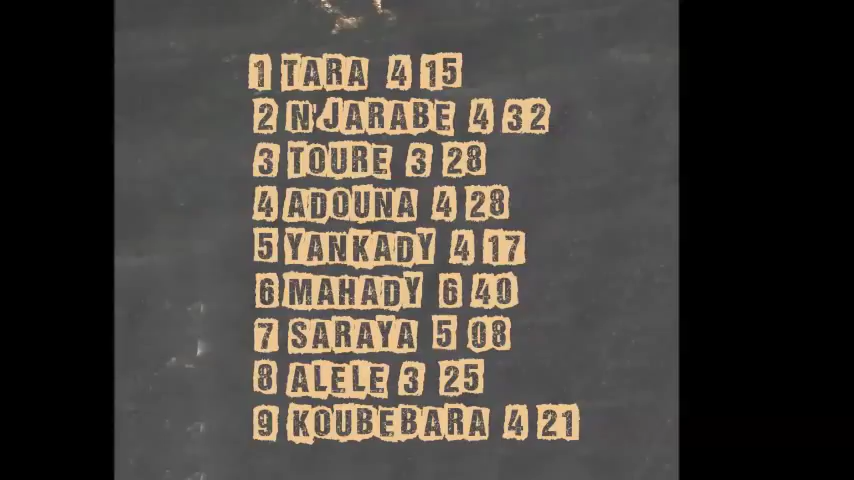 1 TARA 4 15
2 N'JARABE 4 32
3 TOURE 3 28
4 ADOUNA 4 28
5 YANKADY 4 17
6 MAHADY 6 40
7 SARAYA 5 08
8 ALELE 3 25
9 KOUBEBARA 4 21